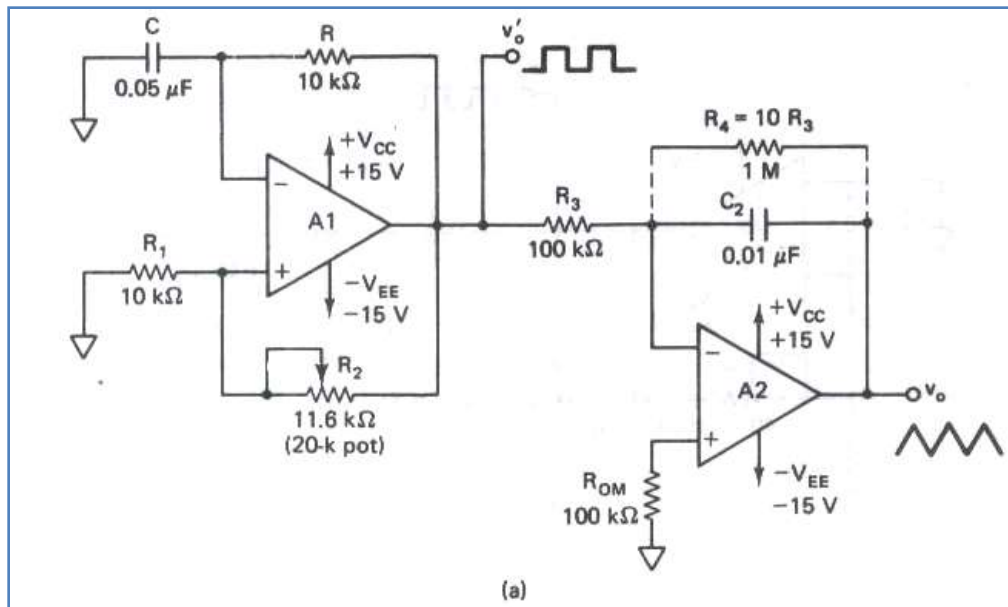 C
0.05 μF
R
10 kΩ
v′o
+VCC
+15 V
−
A1
+
−VEE
−15 V
R1
10 kΩ
R2
11.6 kΩ
(20-k pot)
R3
100 kΩ
R4 = 10 R3
1 M
C2
0.01 μF
+VCC
+15 V
−
A2
+
−VEE
−15 V
vo
ROM
100 kΩ
(a)